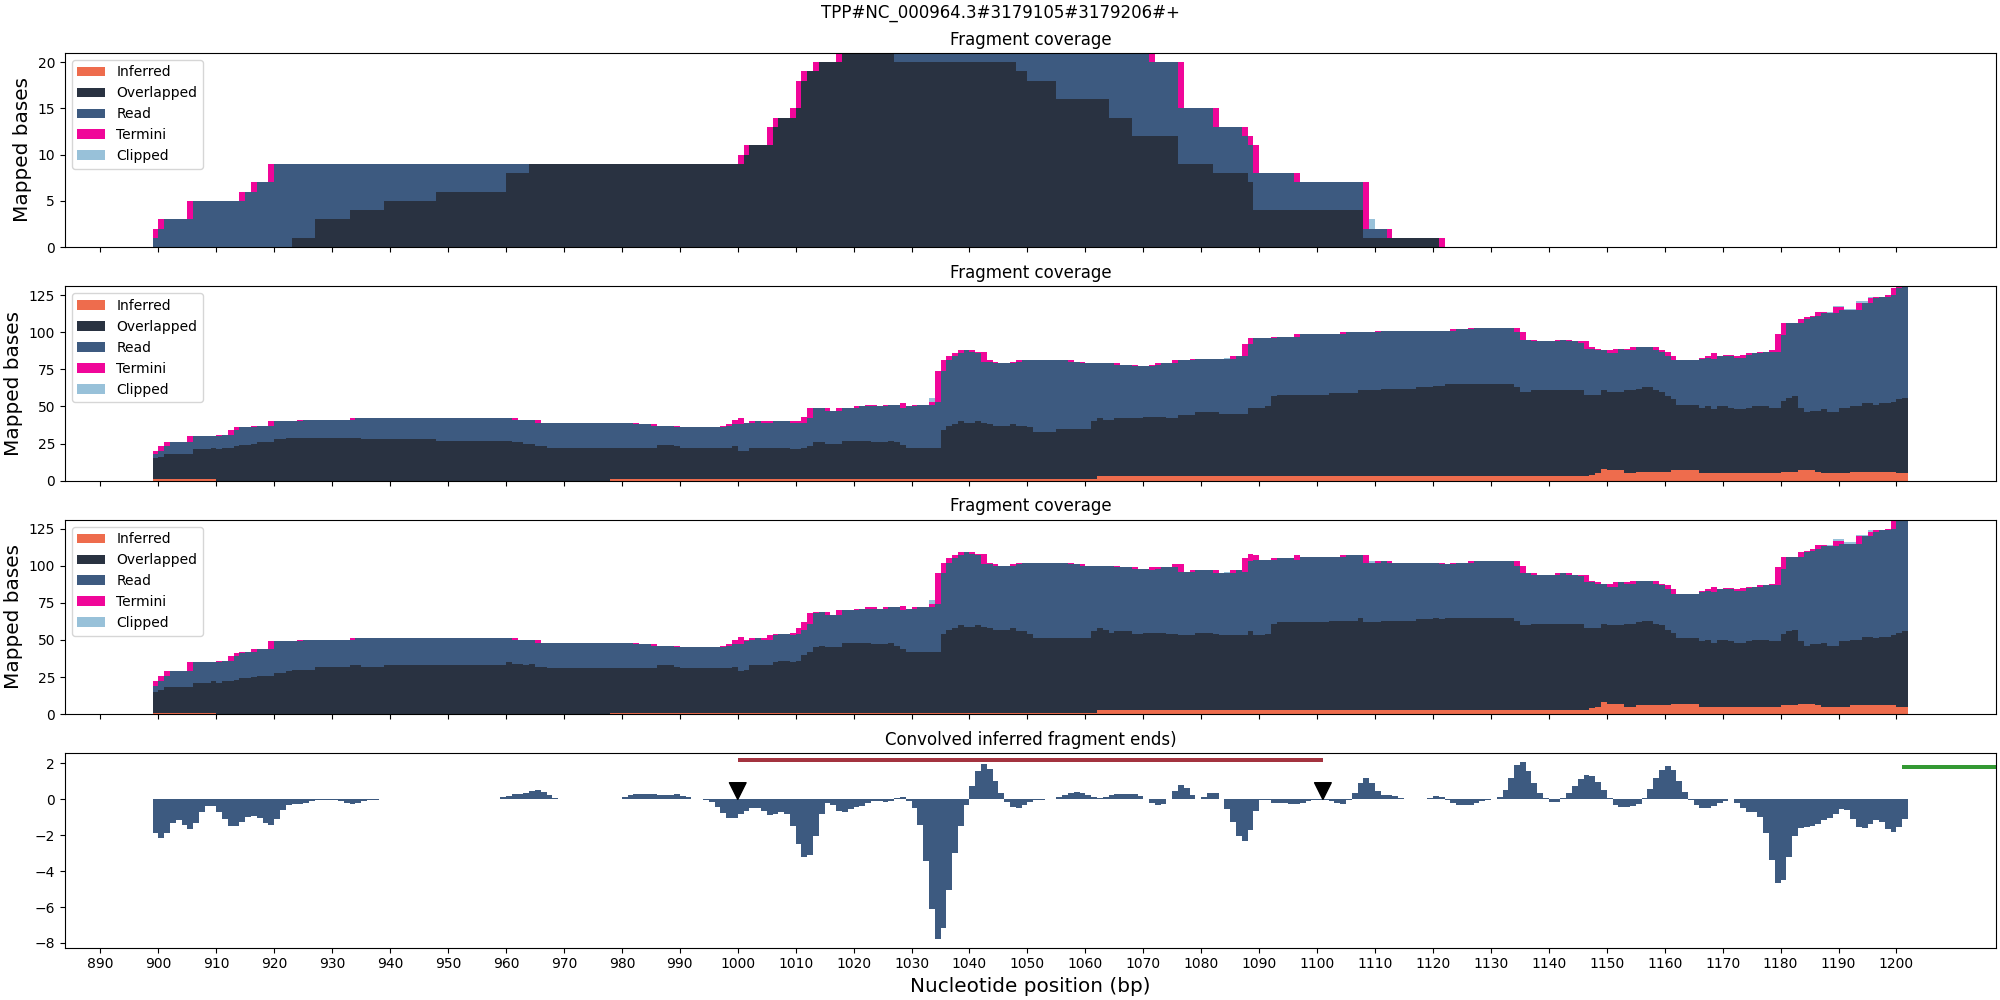 TPP#NC_000964.3#3179105#3179206#+
Fragment coverage
Mapped bases
20
15
10
5
0
Inferred
Overlapped
Read
Termini
Clipped
Fragment coverage
Mapped bases
125
100
75
50
25
0
Inferred
Overlapped
Read
Termini
Clipped
Fragment coverage
Mapped bases
125
100
75
50
25
0
Inferred
Overlapped
Read
Termini
Clipped
Convolved inferred fragment ends)
2
0
−2
−4
−6
−8
890 900 910 920 930 940 950 960 970 980 990 1000 1010 1020 1030 1040 1050 1060 1070 1080 1090 1100 1110 1120 1130 1140 1150 1160 1170 1180 1190 1200
Nucleotide position (bp)